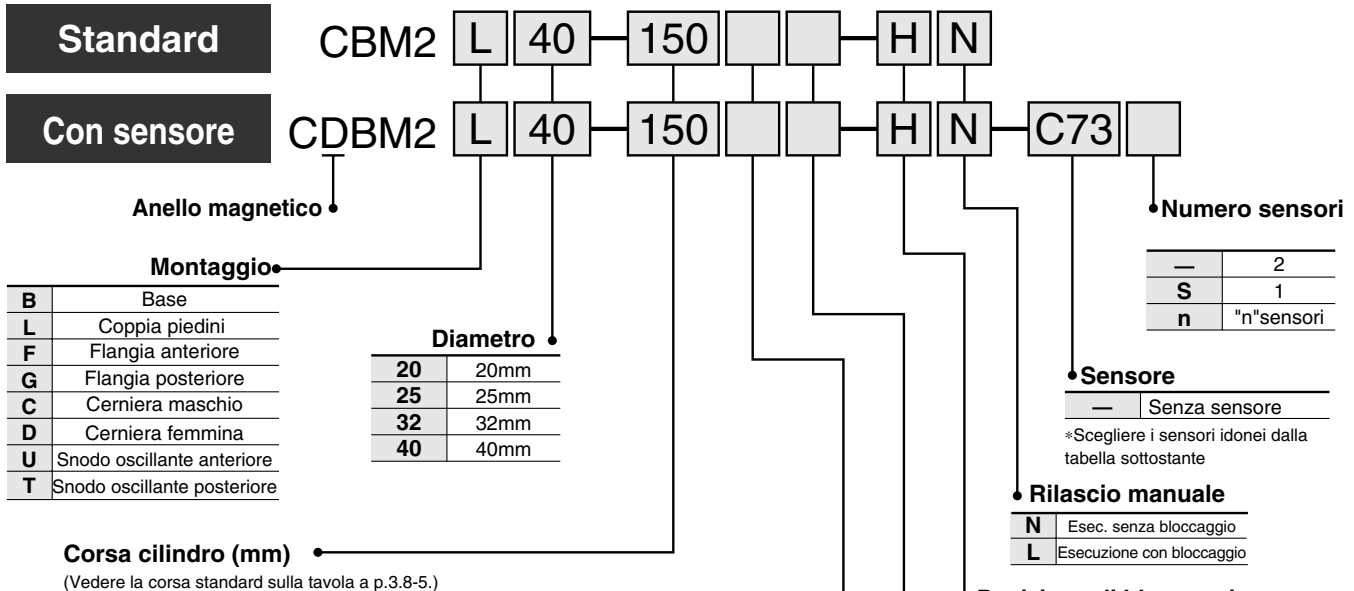 Standard CBM2 L 40 — 150 — H N
Con sensore CDBM2 L 40 — 150 — H N — C73
Anello magnetico
Numero sensori
— 2
S 1
n "n"sensori
Montaggio
B Base
L Coppia piedini
F Flangia anteriore
G Flangia posteriore
C Cerniera maschio
D Cerniera femmina
U Snodo oscillante anteriore
T Snodo oscillante posteriore
Diametro
20 20mm
25 25mm
32 32mm
40 40mm
Sensore
— Senza sensore
*Scegliere i sensori idonei dalla
tabella sottostante
Rilascio manuale
N Esec. senza bloccaggio
L Esecuzione con bloccaggio
Corsa cilindro (mm)
(Vedere la corsa standard sulla tavola a p.3.8-5.)